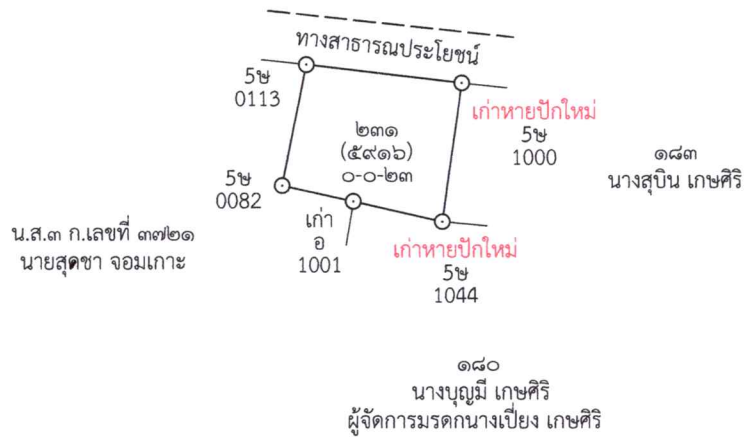 ทางสาธารณประโยชน์
5ษ
0113
เก่าหายปักใหม่
5ษ
1000
๒๓๑
(๕๙๑๖)
๐-๐-๒๓
๑๘๓
นางสุบิน เกษศิริ
5ษ
0082
เก่า
อ
1001
เก่าหายปักใหม่
5ษ
1044
น.ส.๓ ก.เลขที่ ๓๗๒๑
นายสุดชา จอมเกาะ
๑๘๐
นางบุญมี เกษศิริ
ผู้จัดการมรดกนางเปี่ยง เกษศิริ